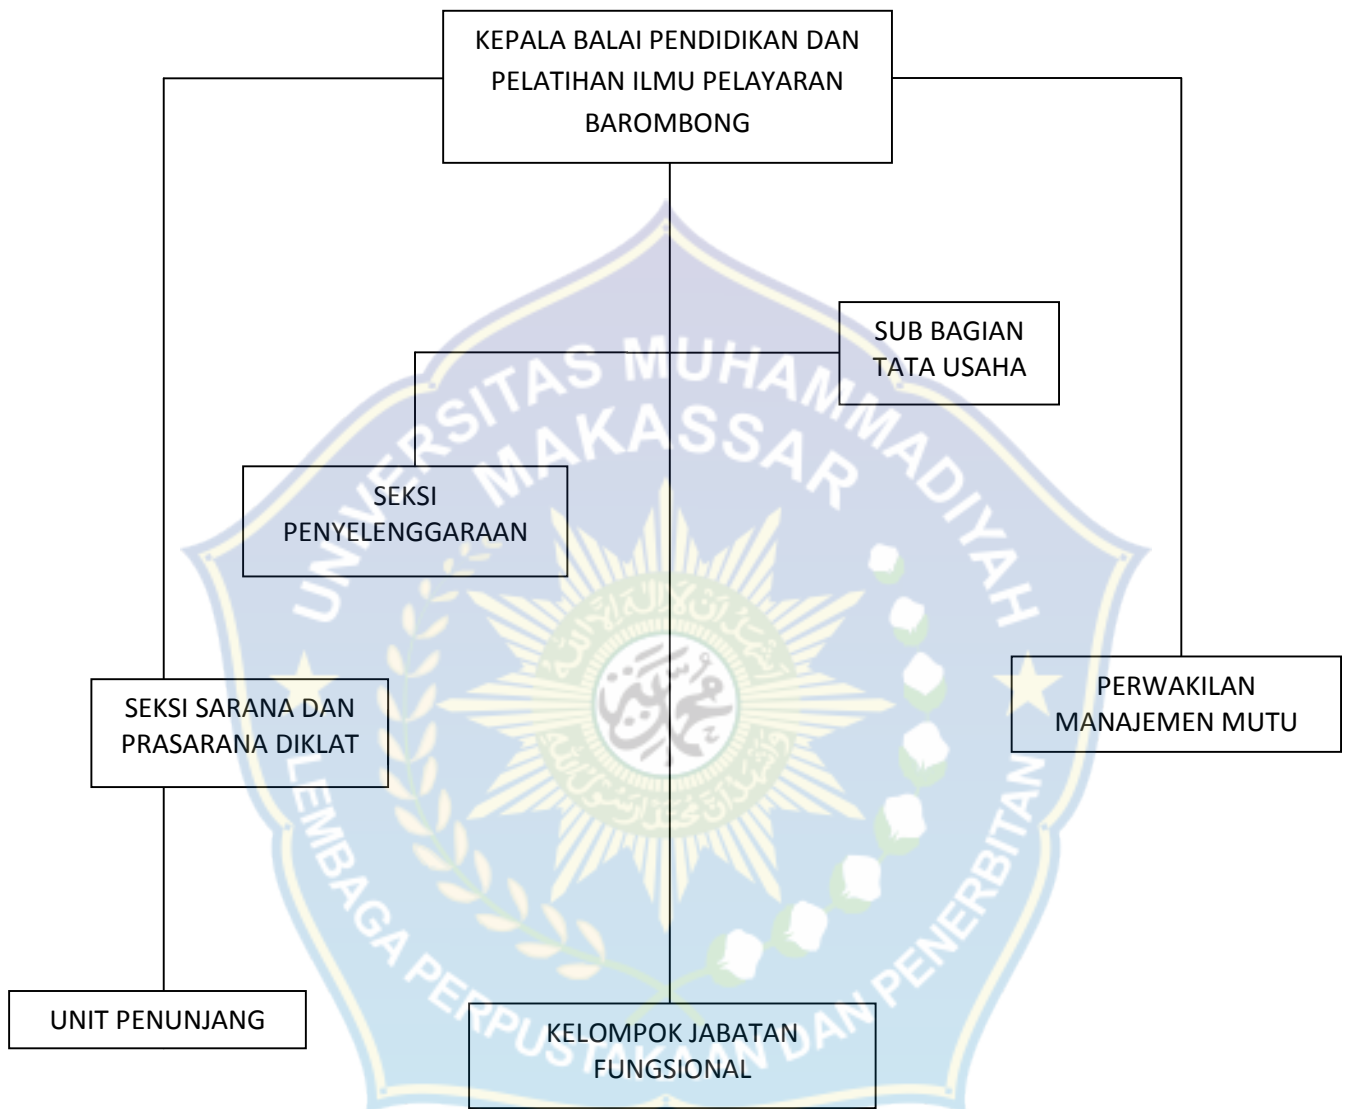 KEPALA BALAI PENDIDIKAN DAN
PELATIHAN ILMU PELAYARAN
BAROMBONG
SUB BAGIAN
TATA USAHA
SEKSI
PENYELENGGARAAN
SEKSI SARANA DAN
PRASARANA DIKLAT
PERWAKILAN
MANAJEMEN MUTU
UNIT PENUNJANG
KELOMPOK JABATAN
FUNGSIONAL
UNIVERSITAS MUHAMMADIYAH
MAKASSAR
LEMBAGA PERPUSTAKAAN DAN PENERBITAN